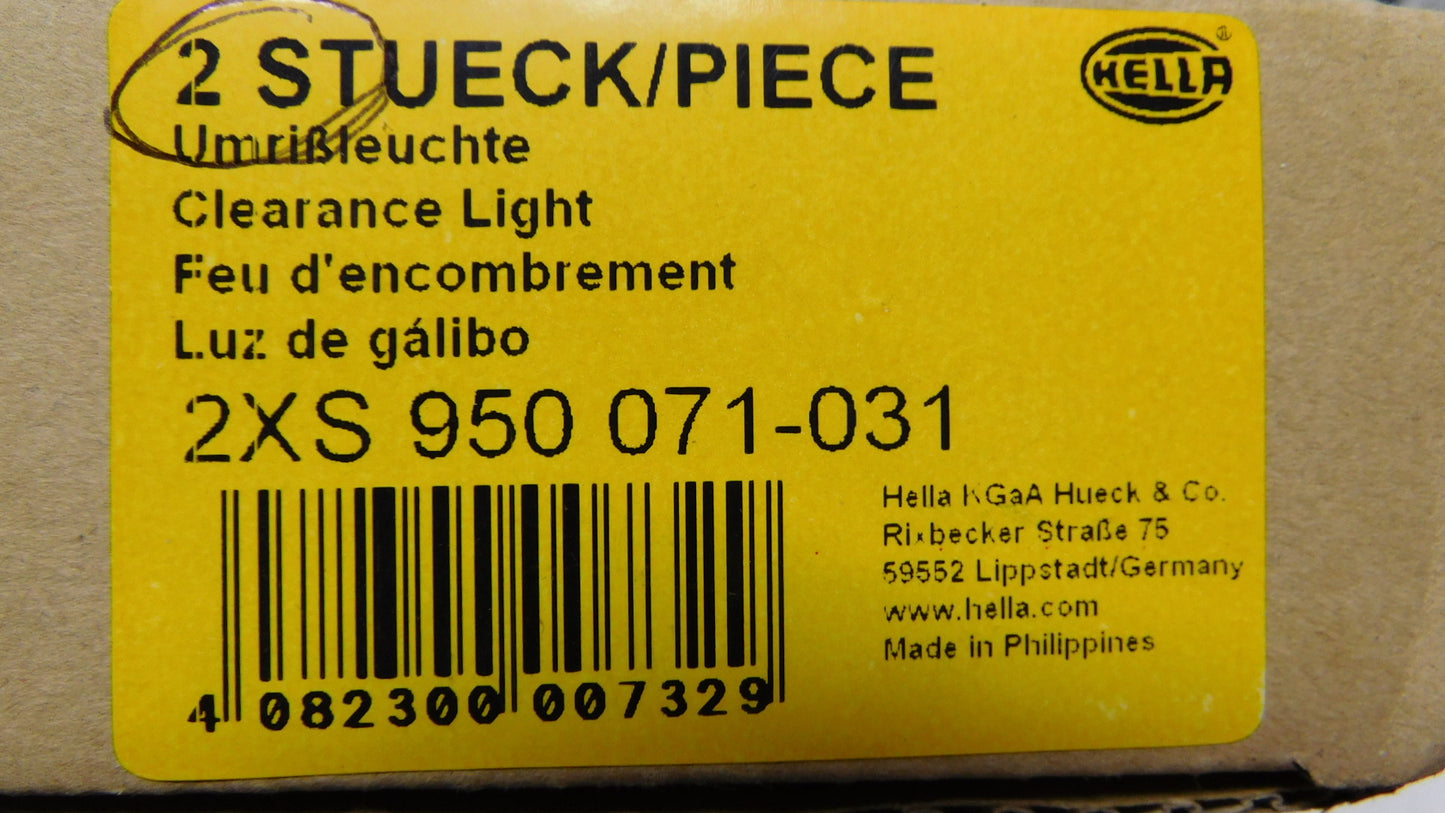 2 STUECK/PIECE
HELLA
Umrißleuchte
Clearance Light
Feu d'encombrement
Luz de gálibo
2XS 950 071-031
Hella KGaA Hueck & Co.
Rixbecker Straße 75
59552 Lippstadt/Germany
www.hella.com
Made in Philippines
4 082300 007329